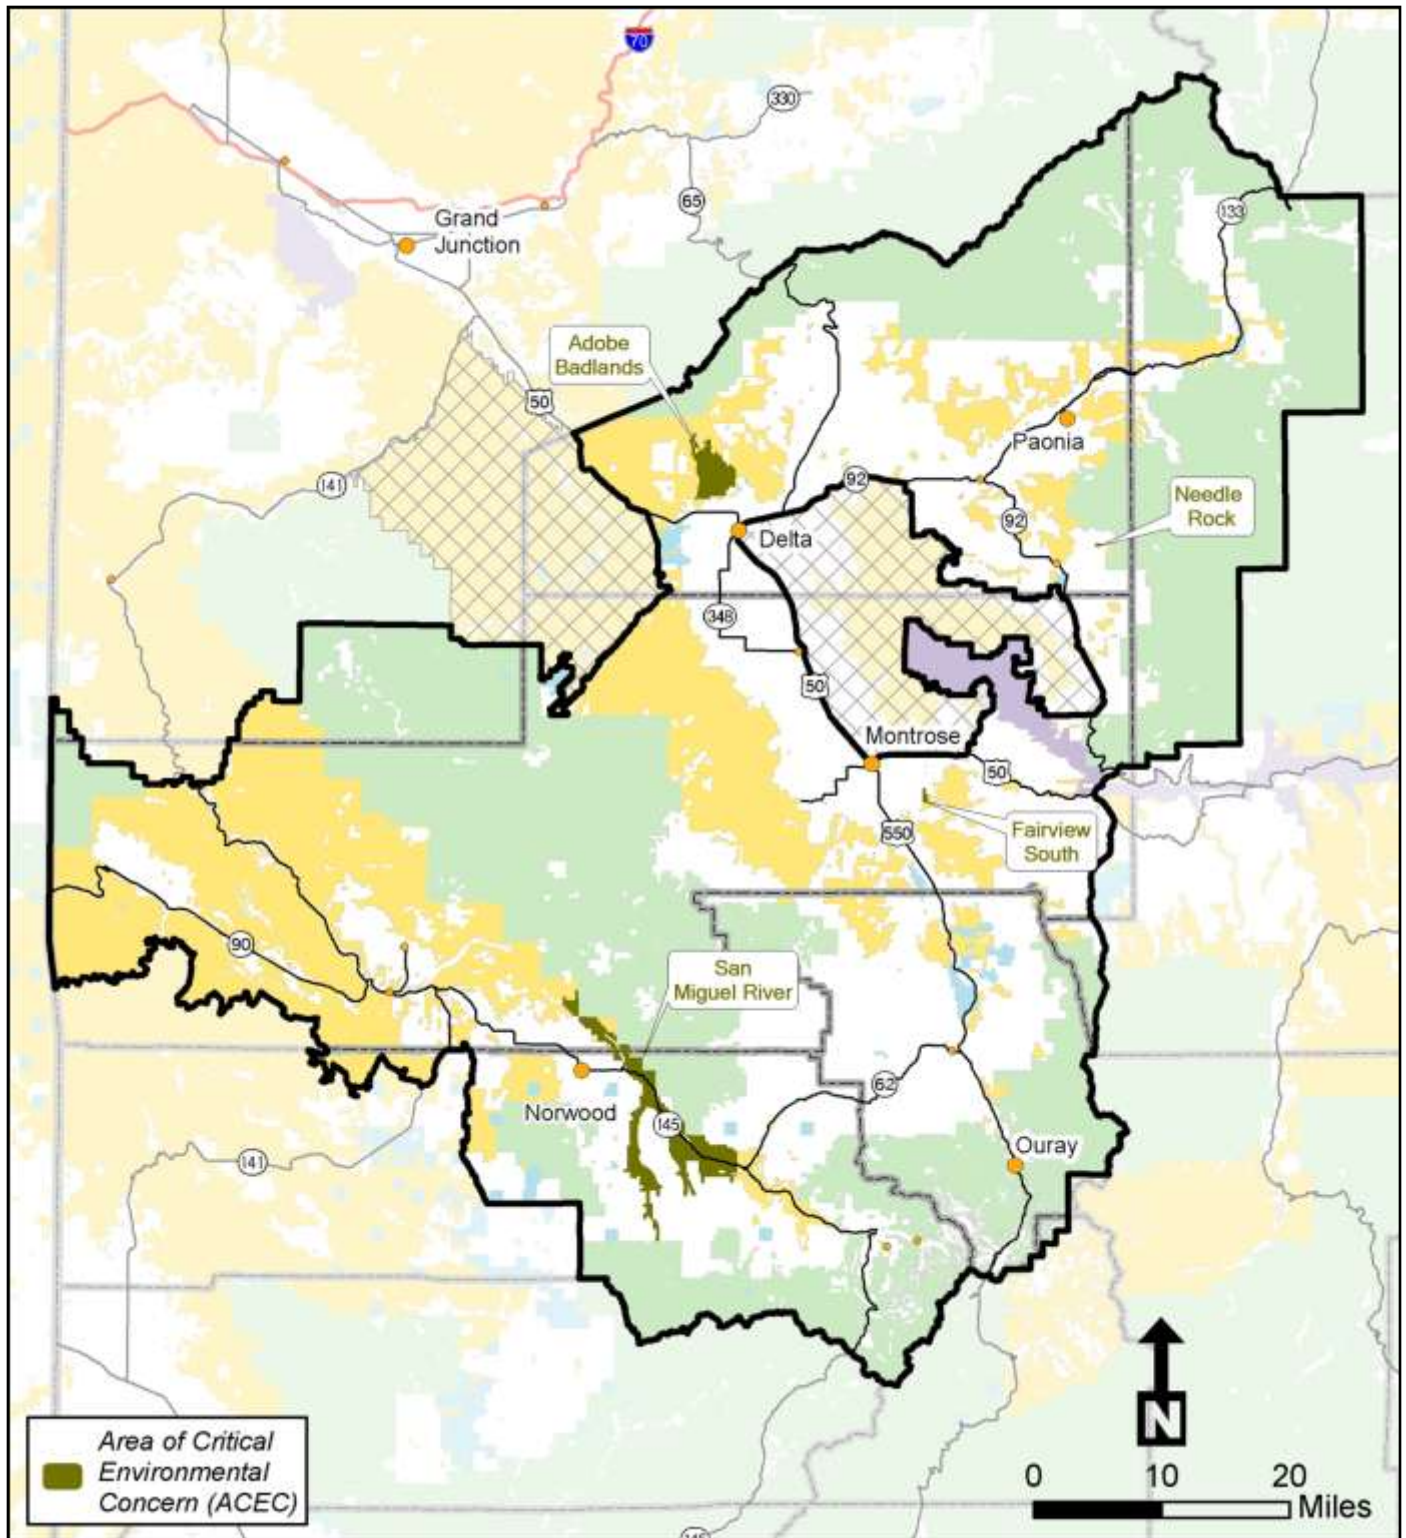 70
330
65
133
Grand
Junction
Adobe
Badlands
50
Paonia
141
92
Needle
Rock
92
Delta
348
50
Montrose
50
550
Fairview
South
90
San
Miguel River
62
Norwood
145
Ouray
141
Area of Critical
Environmental
Concern (ACEC)
N
0 10 20
Miles